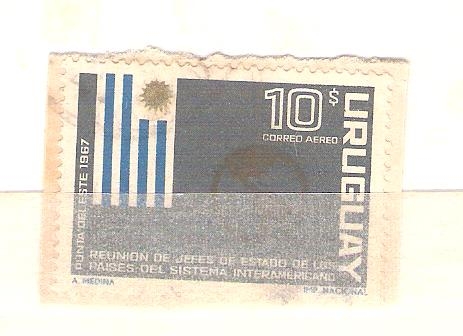 10 $
CORREO AEREO
URUGUAY
PUNTA DEL ESTE 1967
REUNION DE JEFES DE ESTADO DE LOS
PAISES DEL SISTEMA INTERAMERICANO
A. MEDINA
IMP. NACIONAL